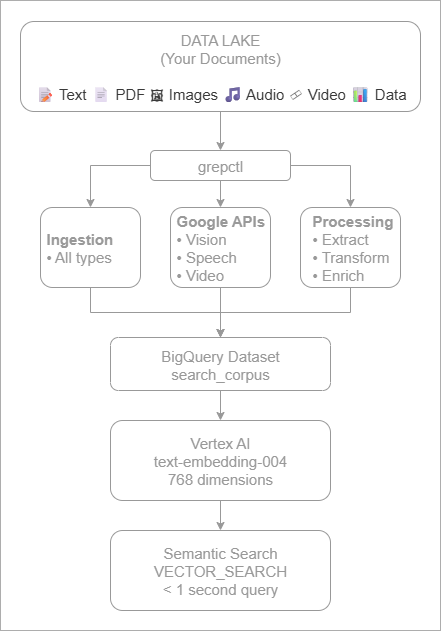 DATA LAKE
(Your Documents)
Text PDF Images Audio Video Data
grepctl
Ingestion
• All types
Google APIs
• Vision
• Speech
• Video
Processing
• Extract
• Transform
• Enrich
BigQuery Dataset
search_corpus
Vertex AI
text-embedding-004
768 dimensions
Semantic Search
VECTOR_SEARCH
< 1 second query